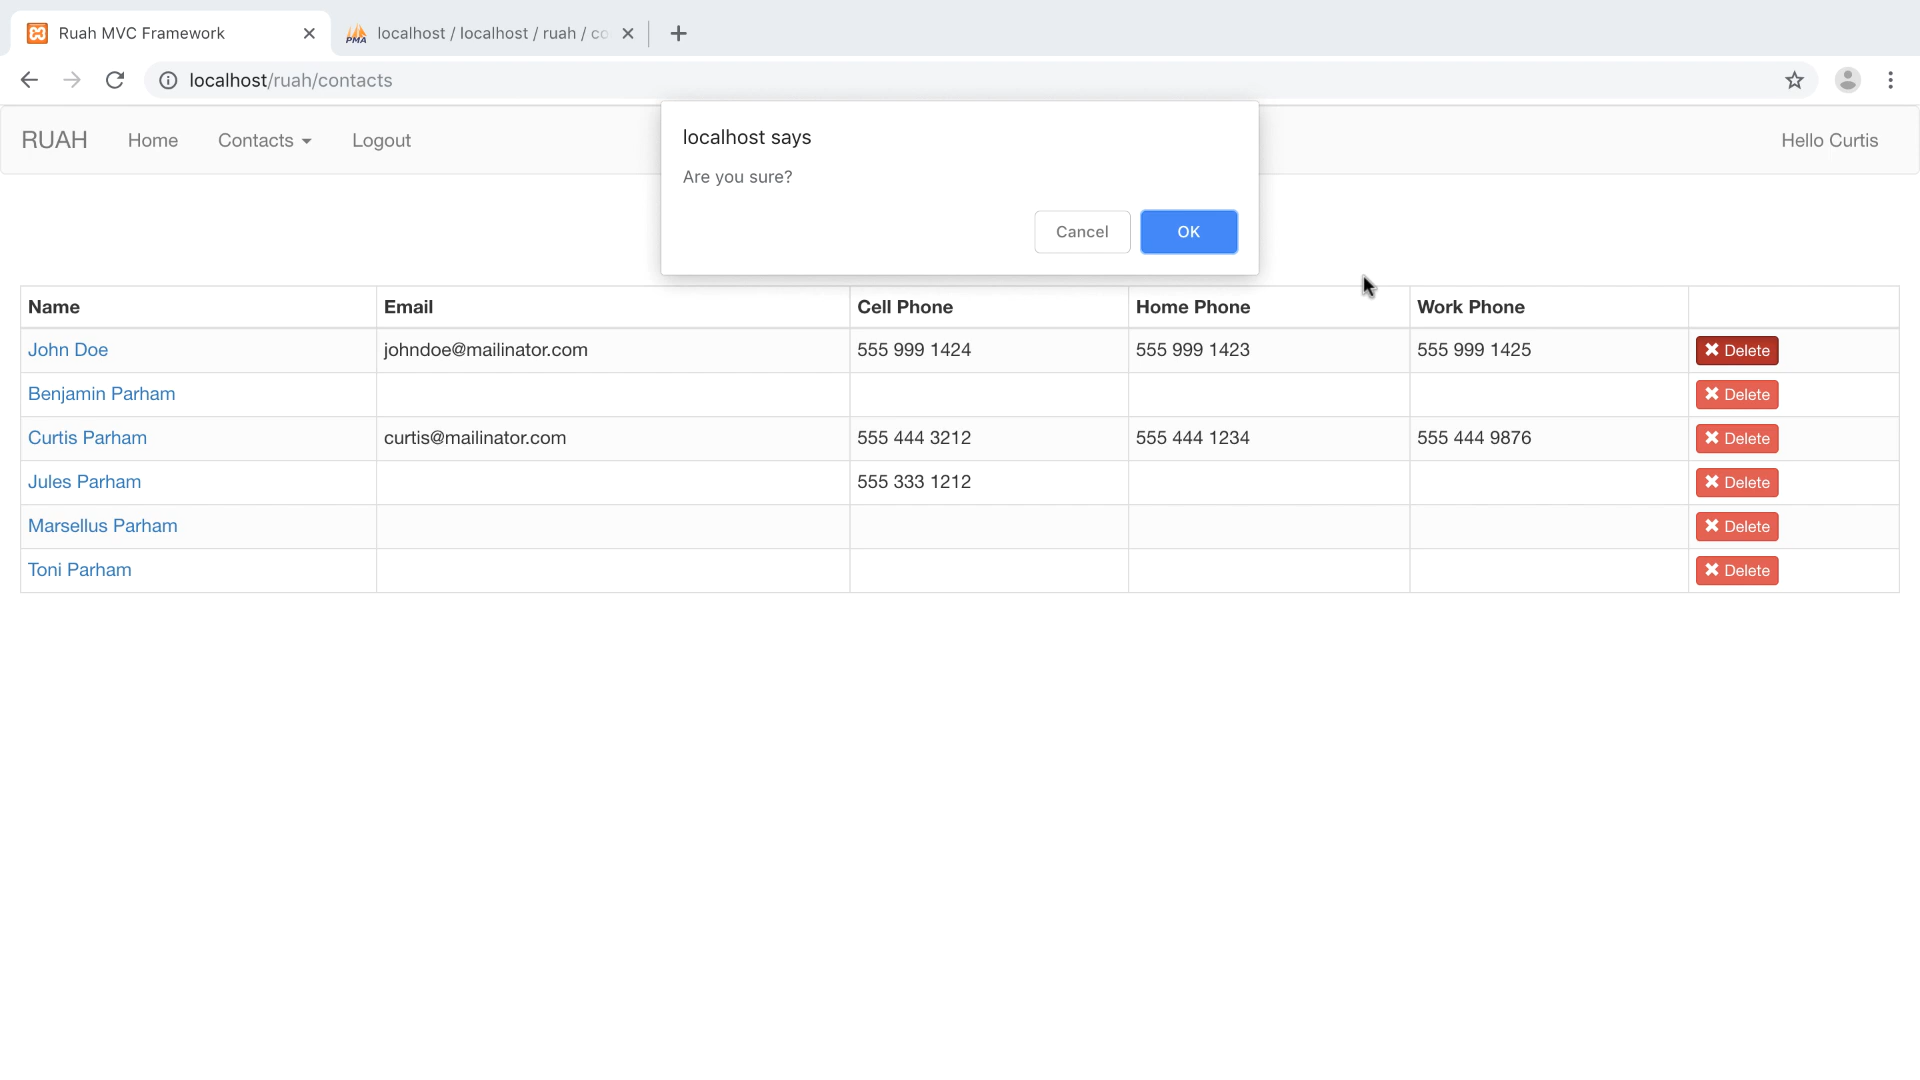 Ruah MVC Framework
localhost / localhost / ruah / co
localhost/ruah/contacts
RUAH Home Contacts Logout Hello Curtis
localhost says
Are you sure?
Cancel OK
Name Email Cell Phone Home Phone Work Phone
John Doe johndoe@mailinator.com 555 999 1424 555 999 1423 555 999 1425 Delete
Benjamin Parham Delete
Curtis Parham curtis@mailinator.com 555 444 3212 555 444 1234 555 444 9876 Delete
Jules Parham 555 333 1212 Delete
Marsellus Parham Delete
Toni Parham Delete